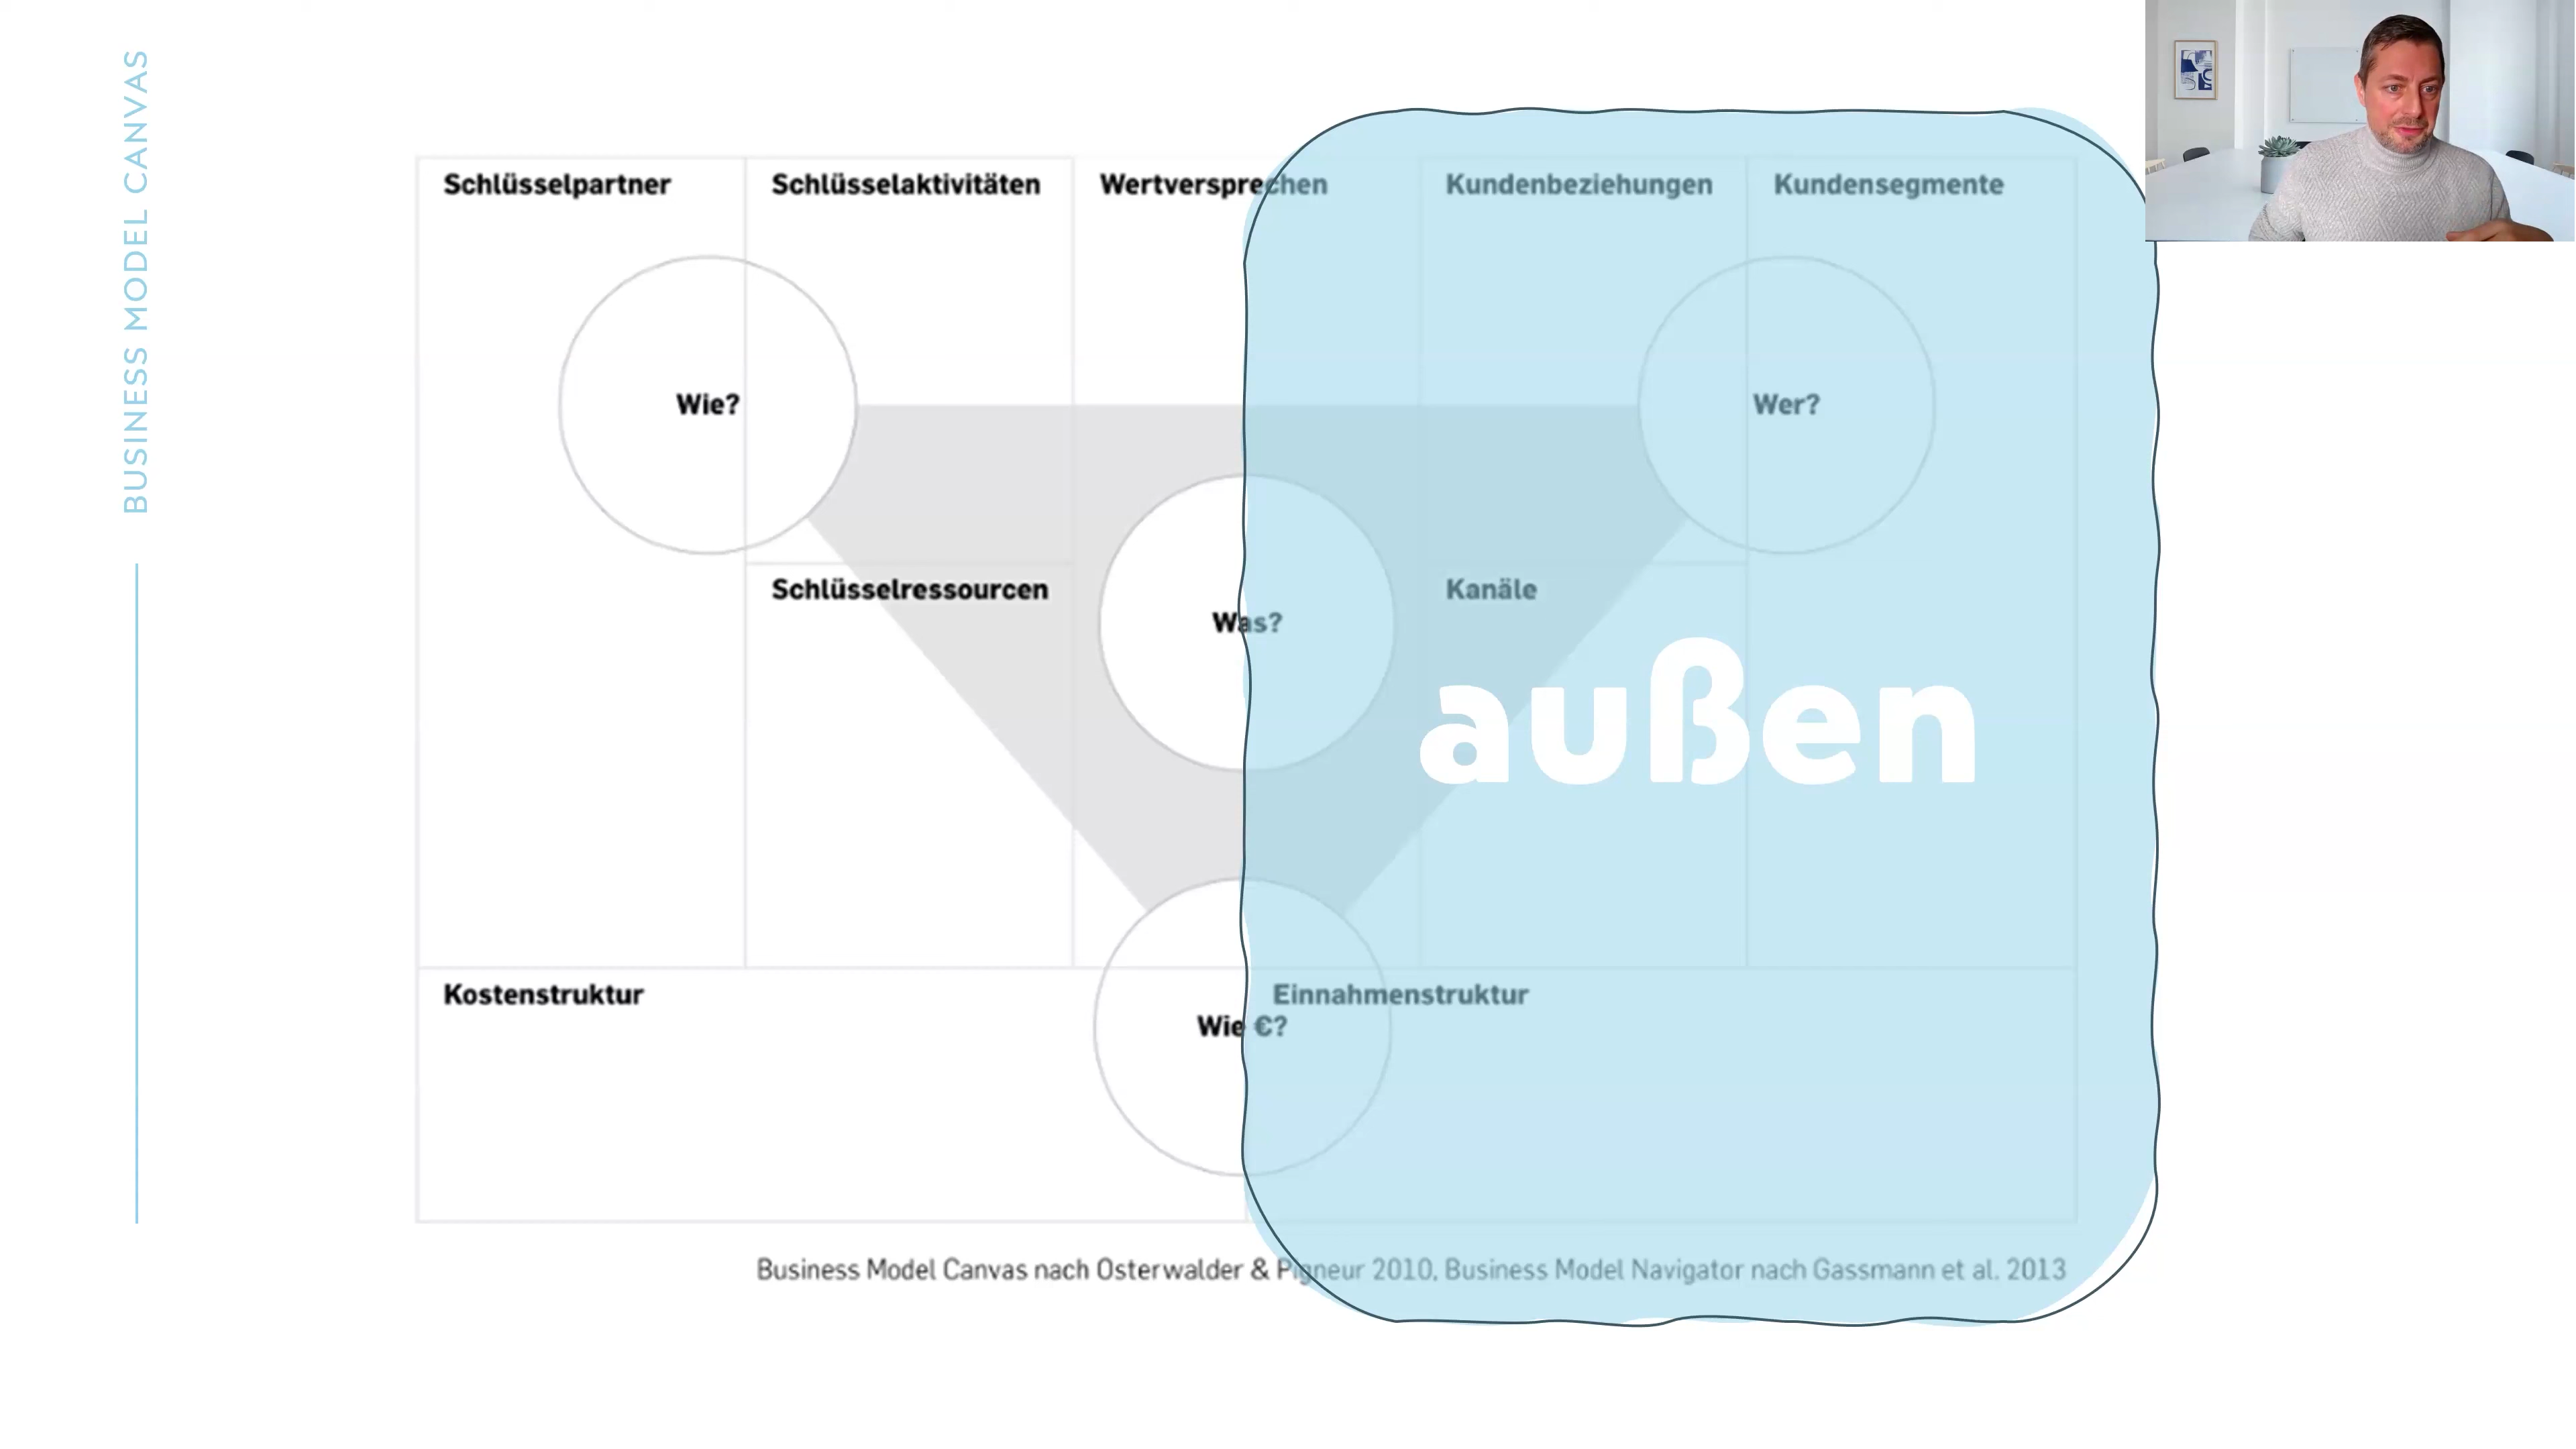 BUSINESS MODEL CANVAS
Schlüsselpartner
Schlüsselaktivitäten
Wertversprechen
Kundenbeziehungen
Kundensegmente
Wie?
Wer?
Schlüsselressourcen
Was?
Kanäle
außen
Kostenstruktur
Einnahmenstruktur
Wie €?
Business Model Canvas nach Osterwalder & Pigneur 2010, Business Model Navigator nach Gassmann et al. 2013